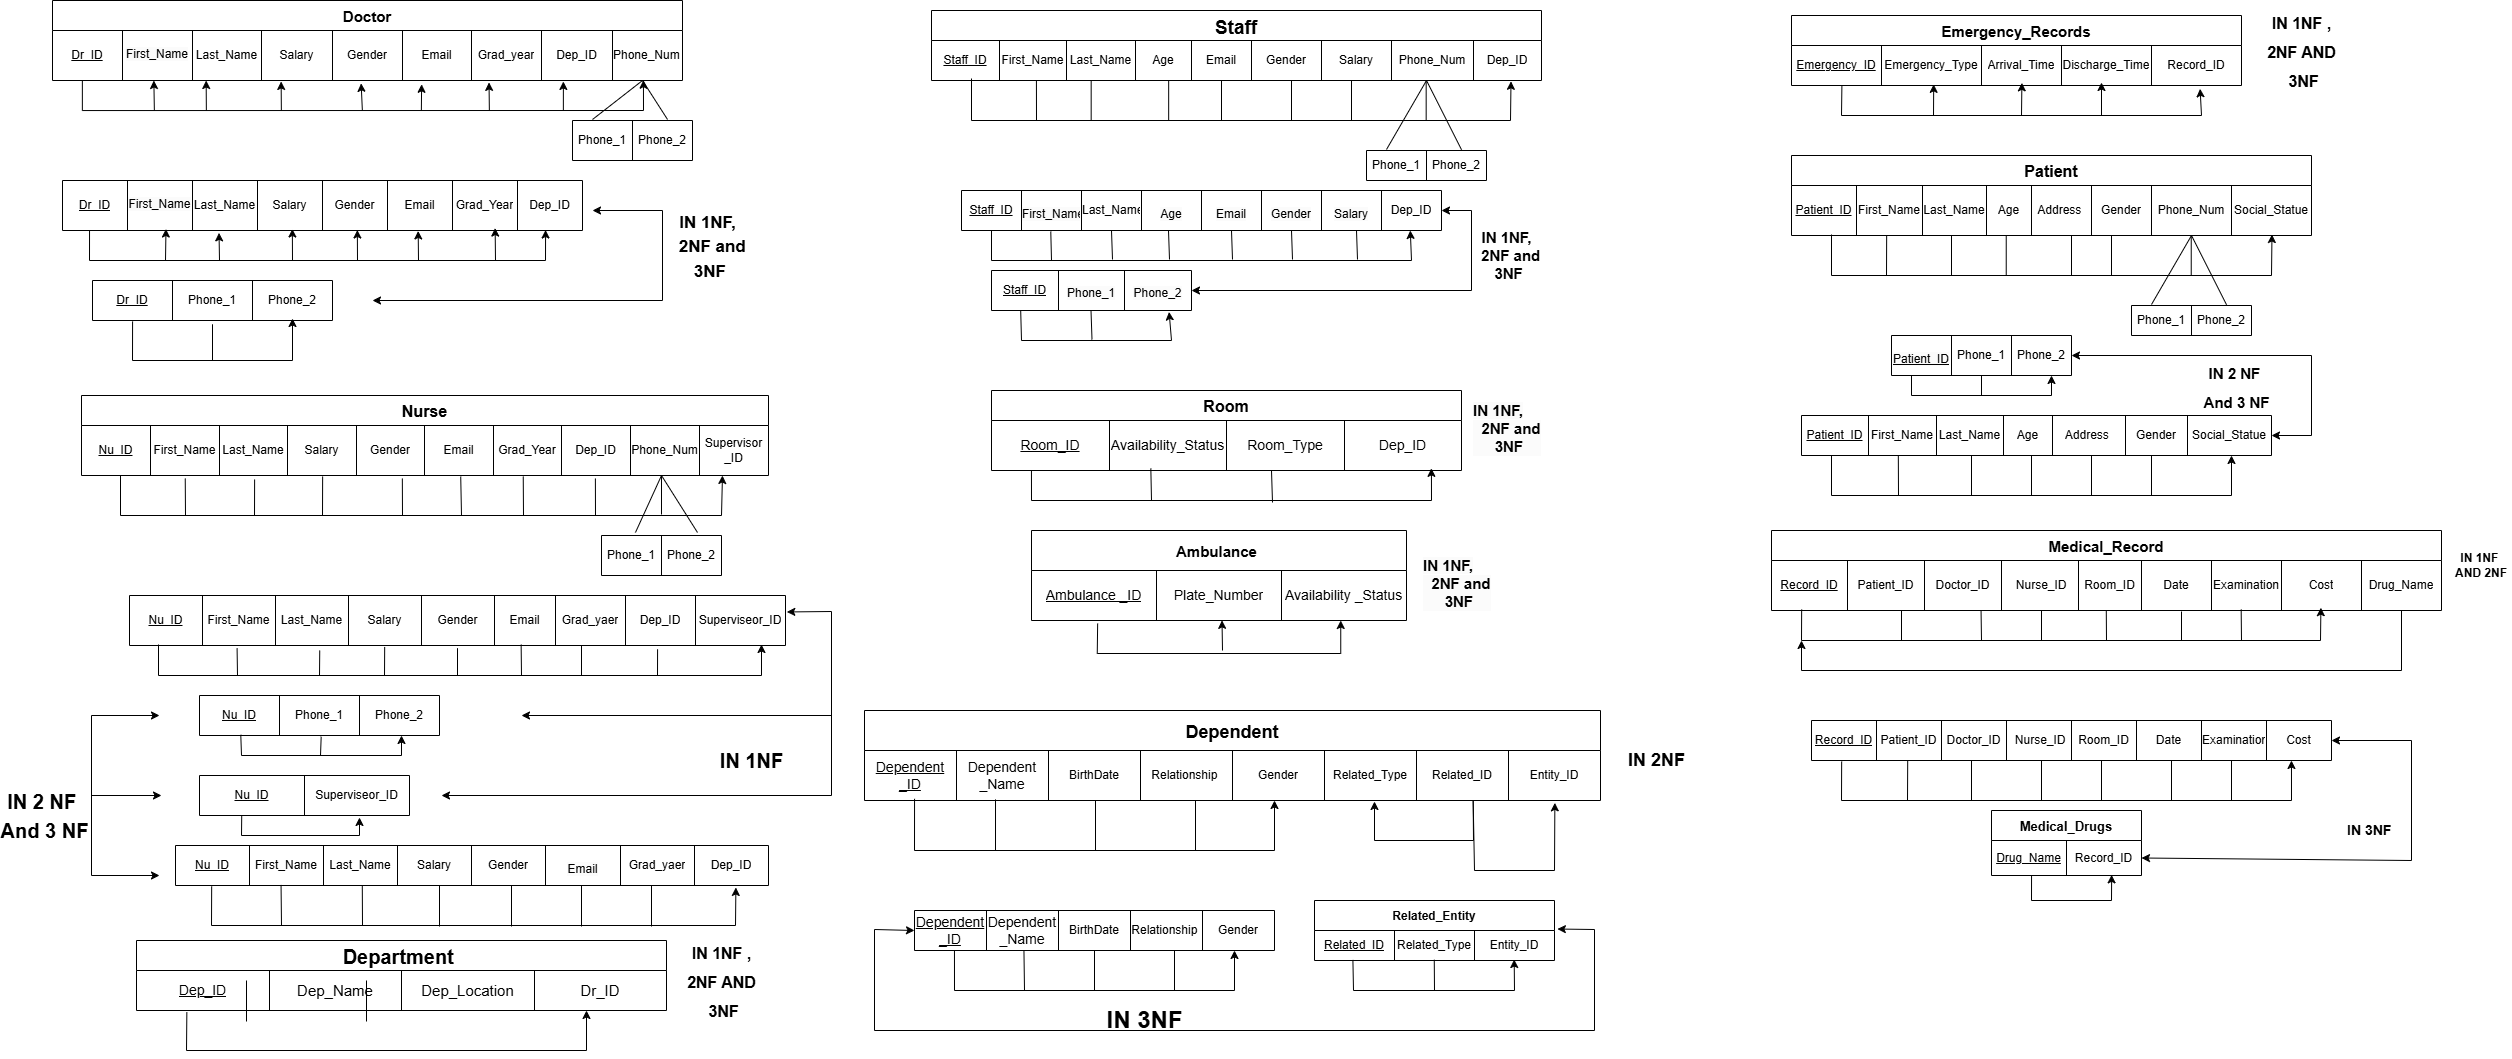 Doctor
Dr_ID First_Name Last_Name Salary Gender Email Grad_year Dep_ID Phone_Num
Phone_1 Phone_2
Dr_ID First_Name Last_Name Salary Gender Email Grad_Year Dep_ID
IN 1NF,
2NF and
3NF
Dr_ID Phone_1 Phone_2
Nurse
Nu_ID First_Name Last_Name Salary Gender Email Grad_Year Dep_ID Phone_Num Supervisor
_ID
Phone_1 Phone_2
Nu_ID First_Name Last_Name Salary Gender Email Grad_yaer Dep_ID Superviseor_ID
Nu_ID Phone_1 Phone_2
IN 1NF
Nu_ID Superviseor_ID
IN 2 NF
And 3 NF
Nu_ID First_Name Last_Name Salary Gender Email Grad_yaer Dep_ID
Department
Dep_ID Dep_Name Dep_Location Dr_ID
IN 1NF ,
2NF AND
3NF
Staff
Staff_ID First_Name Last_Name Age Email Gender Salary Phone_Num Dep_ID
Phone_1 Phone_2
Staff_ID First_Name Last_Name Age Email Gender Salary Dep_ID
IN 1NF,
2NF and
3NF
Staff_ID Phone_1 Phone_2
Room
Room_ID Availability_Status Room_Type Dep_ID
IN 1NF,
2NF and
3NF
Ambulance
Ambulance _ID Plate_Number Availability _Status
IN 1NF,
2NF and
3NF
Dependent
Dependent
_ID Dependent
_Name BirthDate Relationship Gender Related_Type Related_ID Entity_ID
IN 2NF
Dependent
_ID Dependent
_Name BirthDate Relationship Gender
Related_Entity
Related_ID Related_Type Entity_ID
IN 3NF
Emergency_Records
Emergency_ID Emergency_Type Arrival_Time Discharge_Time Record_ID
IN 1NF ,
2NF AND
3NF
Patient
Patient_ID First_Name Last_Name Age Address Gender Phone_Num Social_Statue
Phone_1 Phone_2
Patient_ID Phone_1 Phone_2
IN 2 NF
And 3 NF
Patient_ID First_Name Last_Name Age Address Gender Social_Statue
Medical_Record
Record_ID Patient_ID Doctor_ID Nurse_ID Room_ID Date Examination Cost Drug_Name
IN 1NF
AND 2NF
Record_ID Patient_ID Doctor_ID Nurse_ID Room_ID Date Examination Cost
Medical_Drugs
Drug_Name Record_ID
IN 3NF